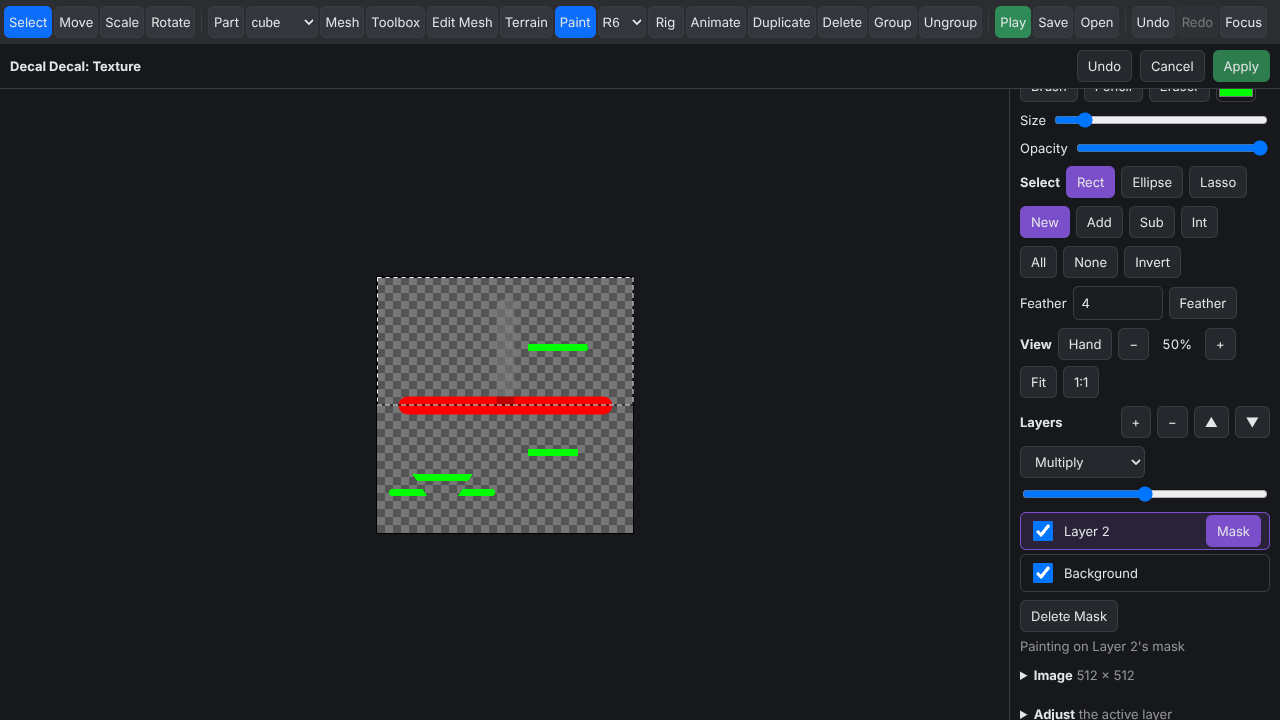 Select Move Scale Rotate Part cube Mesh Toolbox Edit Mesh Terrain Paint R6 Rig Animate Duplicate Delete Group Ungroup Play Save Open Undo Redo Focus
Decal Decal: Texture Undo Cancel Apply
Brush Pencil Eraser
Size
Opacity
Select Rect Ellipse Lasso
New Add Sub Int
All None Invert
Feather 4 Feather
View Hand − 50% +
Fit 1:1
Layers + − ▲ ▼
Multiply
Layer 2 Mask
Background
Delete Mask
Painting on Layer 2's mask
Image 512 × 512
Adjust the active layer